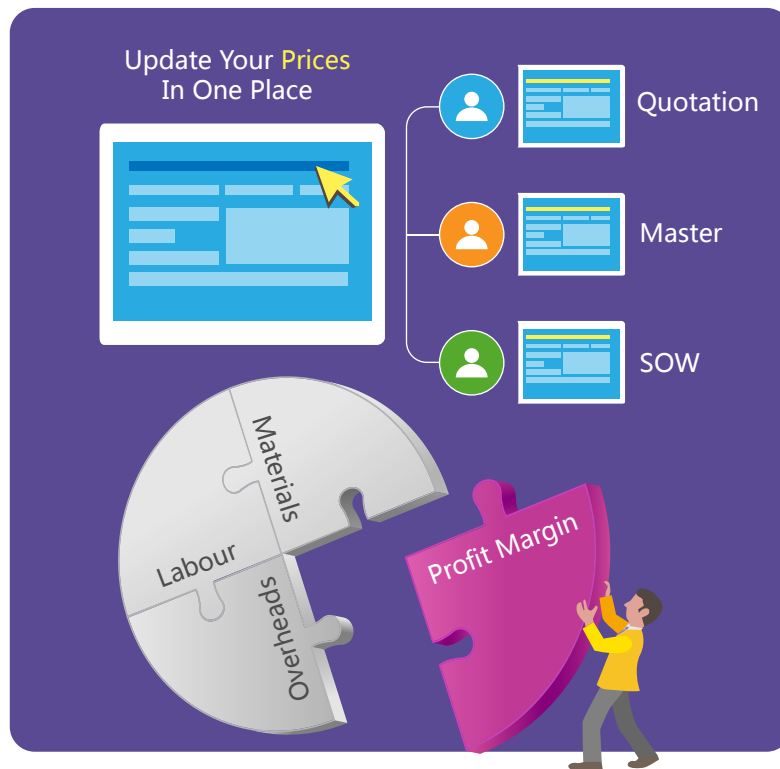 Update Your Prices
In One Place
Quotation
Master
SOW
Materials
Labour
Overheads
Profit Margin